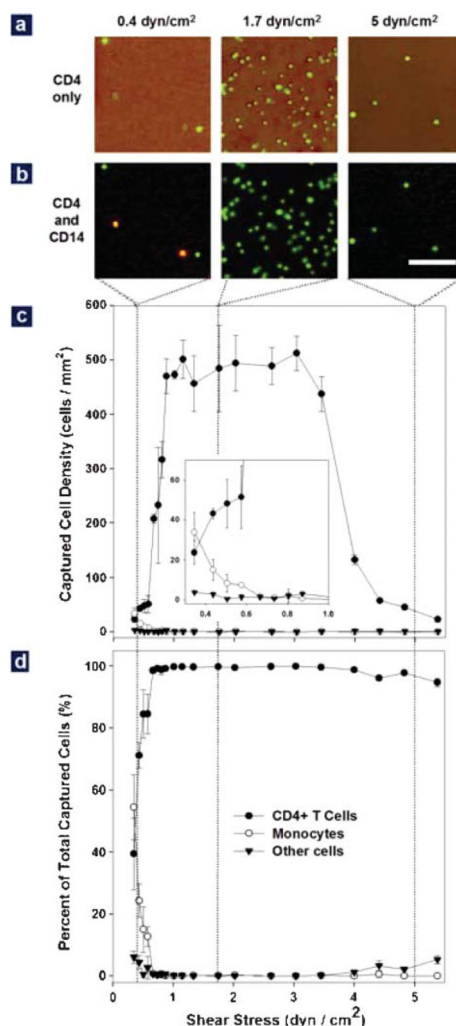 a
0.4 dyn/cm² 1.7 dyn/cm² 5 dyn/cm²
CD4
only
b
CD4
and
CD14
c
600
500
400
300
200
100
0
Captured Cell Density (cells / mm²)
60
40
20
0
0.4 0.6 0.8 1.0
d
100
80
60
40
20
0
Percent of Total Captured Cells (%)
CD4+ T Cells
Monocytes
Other cells
0 1 2 3 4 5
Shear Stress (dyn / cm²)